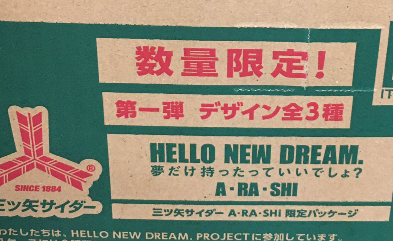 数量限定!
第一弾 デザイン全3種
HELLO NEW DREAM.
夢だけ持ったっていいでしょ?
A・RA・SHI
三ツ矢サイダー A・RA・SHI 限定パッケージ
®
SINCE 1884
三ツ矢サイダー
わたしたちは、HELLO NEW DREAM. PROJECTに参加しています。